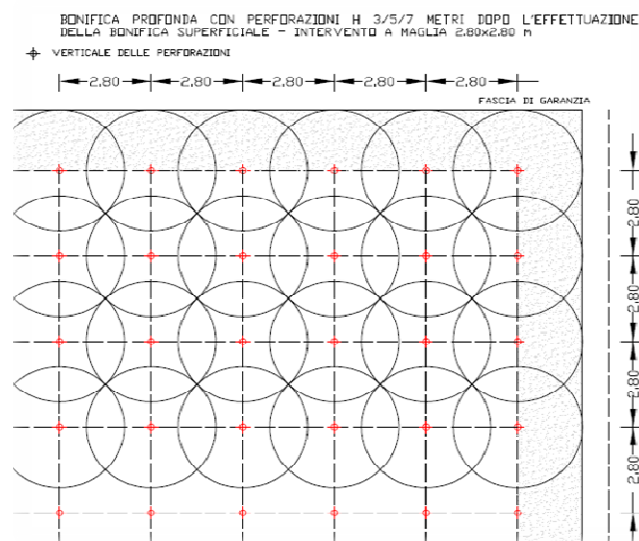 BONIFICA PROFONDA CON PERFORAZIONI H 3/5/7 METRI DOPO L'EFFETTUAZIONE
DELLA BONIFICA SUPERFICIALE - INTERVENTO A MAGLIA 2.80x2.80 M
VERTICALE DELLE PERFORAZIONI
2.80 2.80 2.80 2.80 2.80
FASCIA DI GARANZIA
2.80
2.80
2.80
2.80